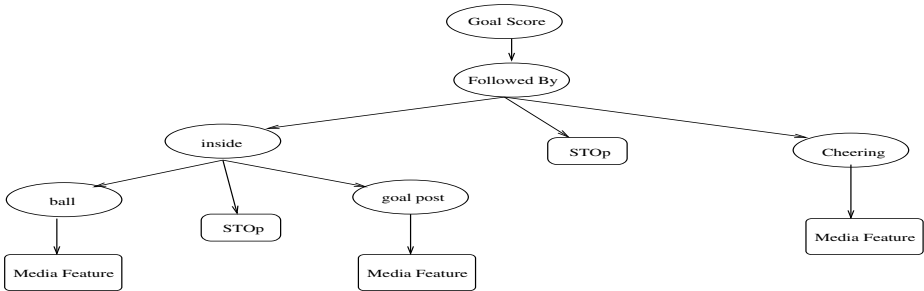 Goal Score
Followed By
inside
STOp
Cheering
ball
STOp
goal post
Media Feature
Media Feature
Media Feature